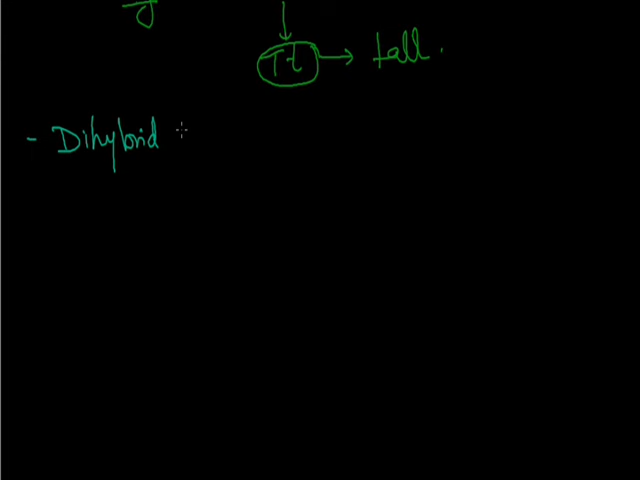 Tt → tall.
- Dihybrid